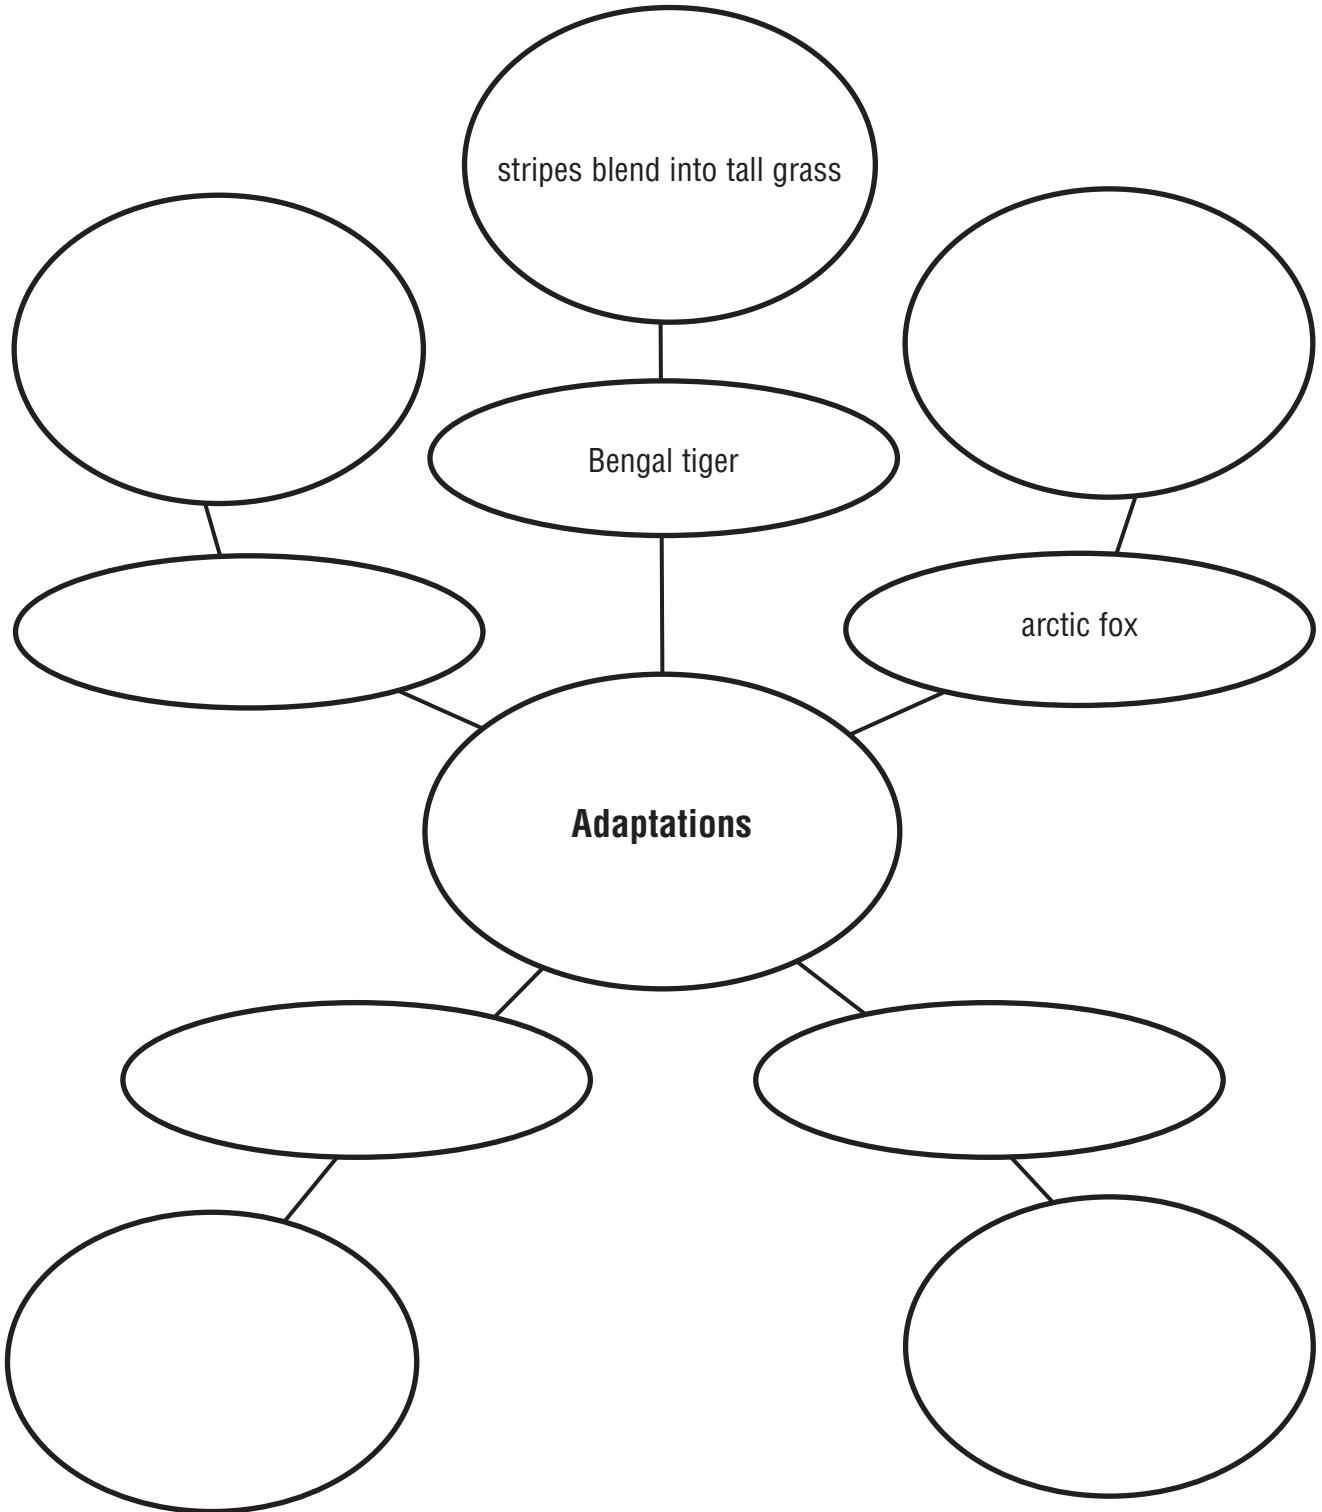 stripes blend into tall grass
Bengal tiger
arctic fox
Adaptations